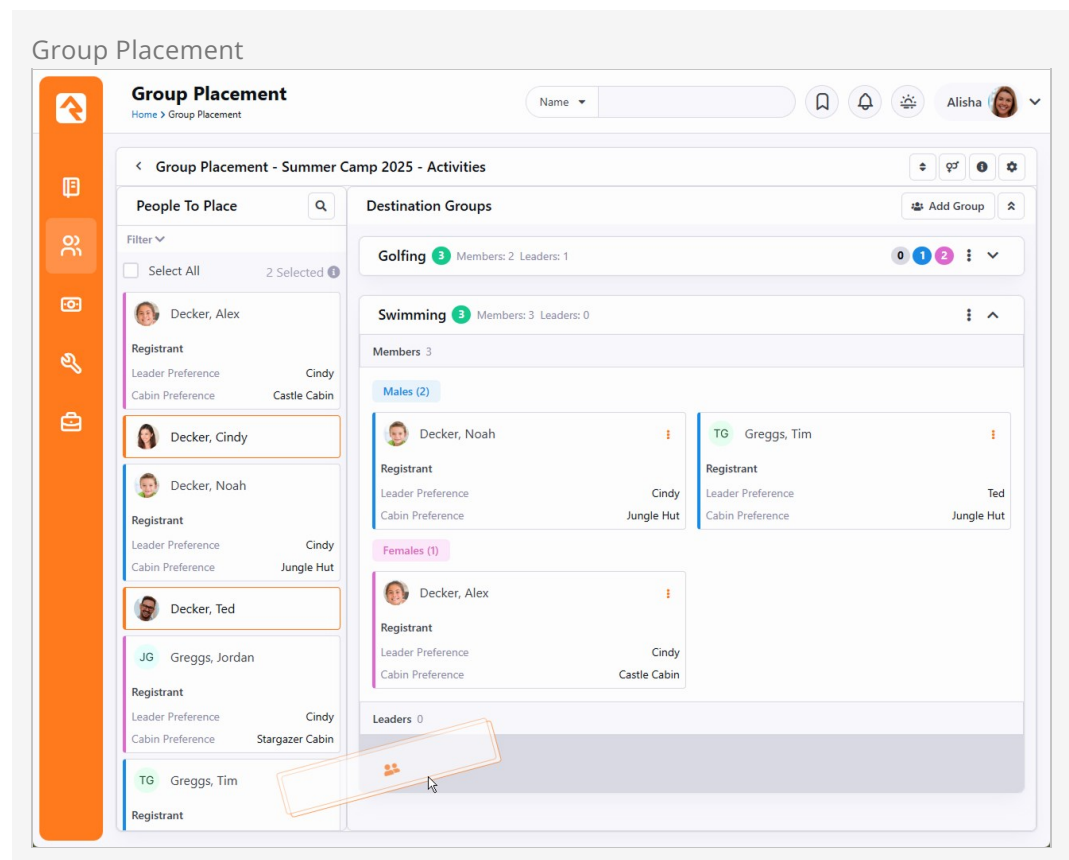 Group Placement
Group Placement
Home > Group Placement
Name
Alisha
Group Placement - Summer Camp 2025 - Activities
People To Place
Filter
Select All
2 Selected
Decker, Alex
Registrant
Leader Preference Cindy
Cabin Preference Castle Cabin
Decker, Cindy
Decker, Noah
Registrant
Leader Preference Cindy
Cabin Preference Jungle Hut
Decker, Ted
JG Greggs, Jordan
Registrant
Leader Preference Cindy
Cabin Preference Stargazer Cabin
TG Greggs, Tim
Registrant
Destination Groups
Add Group
Golfing 3 Members: 2 Leaders: 1
0 1 2
Swimming 3 Members: 3 Leaders: 0
Members 3
Males (2)
Decker, Noah
Registrant
Leader Preference Cindy
Cabin Preference Jungle Hut
TG Greggs, Tim
Registrant
Leader Preference Ted
Cabin Preference Jungle Hut
Females (1)
Decker, Alex
Registrant
Leader Preference Cindy
Cabin Preference Castle Cabin
Leaders 0